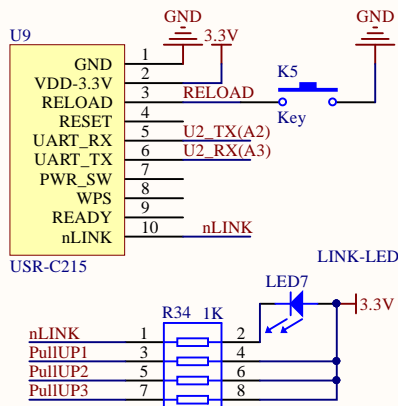 GND
GND
U9
3.3V
GND 1
VDD-3.3V 2
K5
RELOAD 3 RELOAD
RESET 4
Key
UART_RX 5 U2_TX(A2)
UART_TX 6 U2_RX(A3)
PWR_SW 7
WPS 8
READY 9
nLINK 10 nLINK
USR-C215
LINK-LED
LED7
3.3V
R34 1K
nLINK 1 2
PullUP1 3 4
PullUP2 5 6
PullUP3 7 8